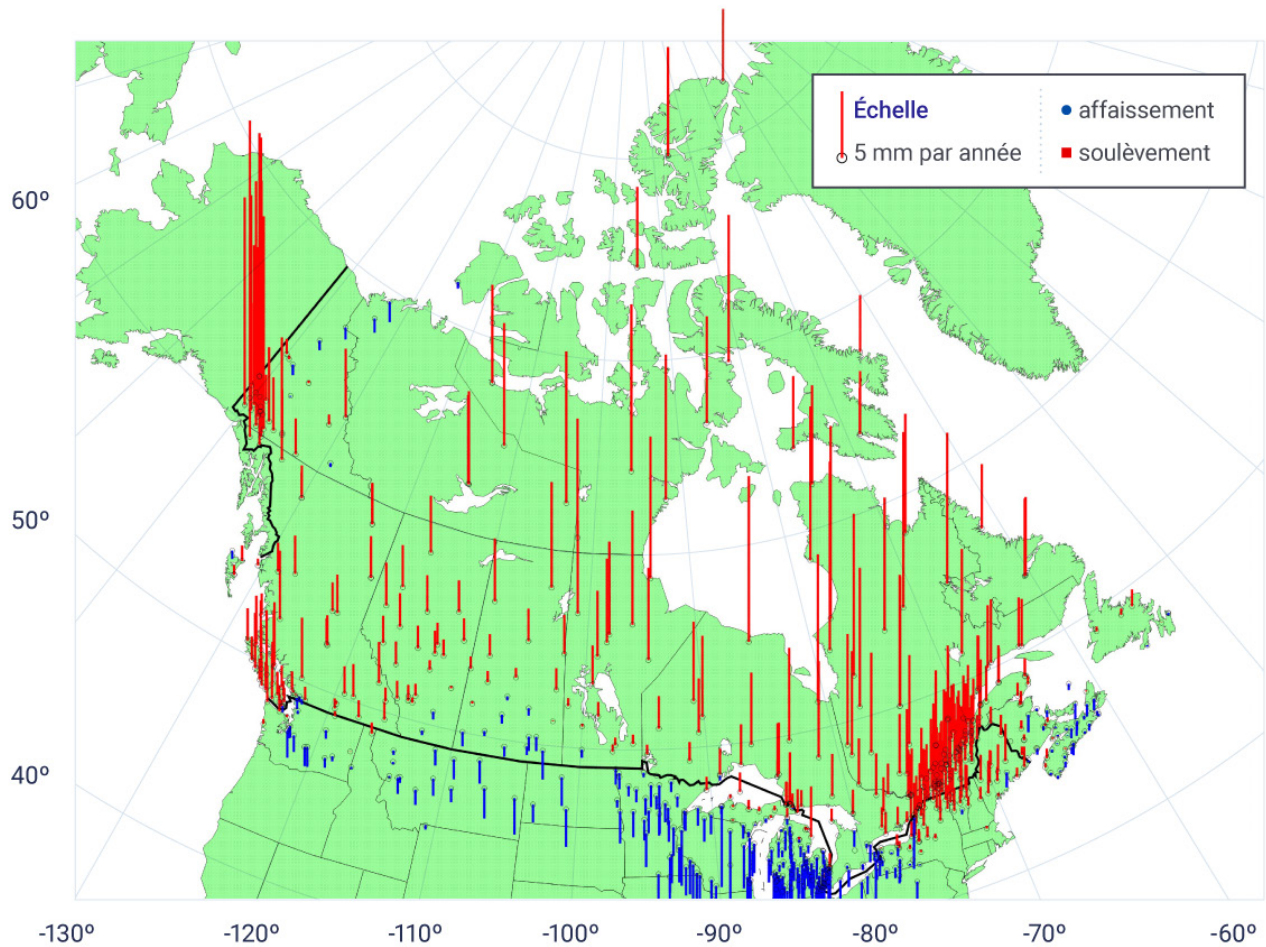 Échelle
5 mm par année
affaissement
soulèvement
60º
50º
40º
-130º
-120º
-110º
-100º
-90º
-80º
-70º
-60º